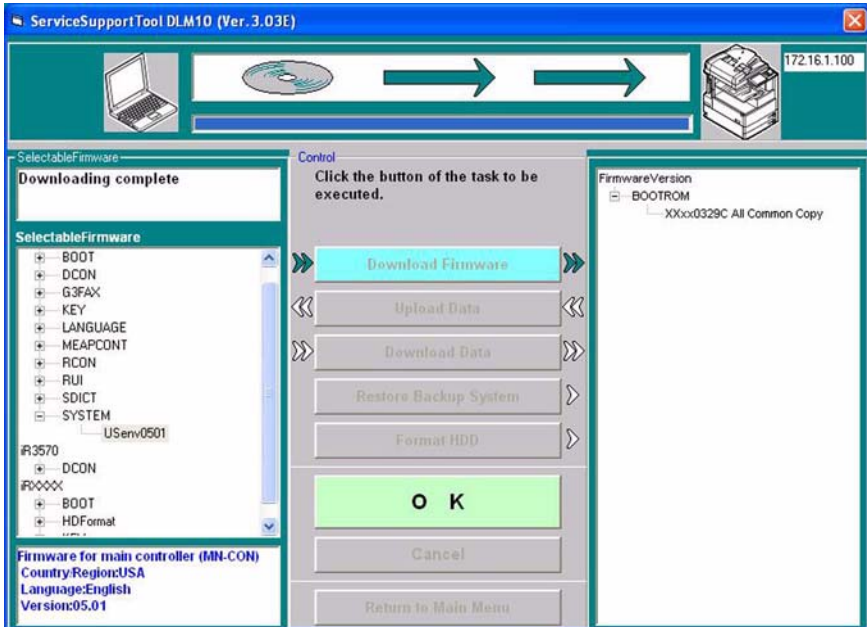 ServiceSupportTool DLM10 (Ver.3.03E)
172.16.1.100
SelectableFirmware
Downloading complete
SelectableFirmware
BOOT
DCON
G3FAX
KEY
LANGUAGE
MEAPCONT
RCON
RUI
SDICT
SYSTEM
USenv0501
iR3570
DCON
iRXXXX
BOOT
HDFormat
Firmware for main controller (MN-CON)
Country/Region:USA
Language:English
Version:05.01
Control
Click the button of the task to be
executed.
Download Firmware
Upload Data
Download Data
Restore Backup System
Format HDD
O K
Cancel
Return to Main Menu
FirmwareVersion
BOOTROM
XXxx0329C All Common Copy